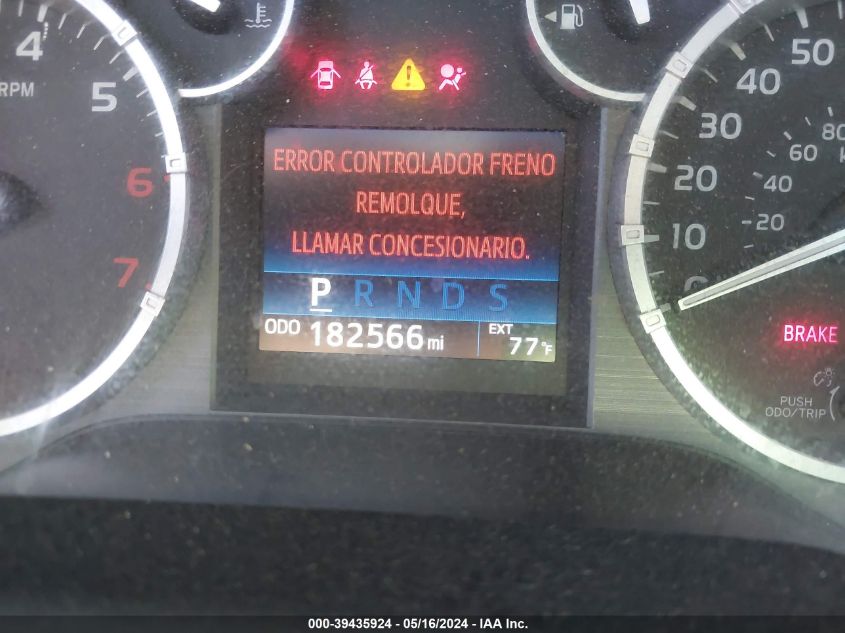 4
RPM
5
6
7
50
40
30
20
10
0
80
60
40
20
ERROR CONTROLADOR FRENO
REMOLQUE,
LLAMAR CONCESIONARIO.
P R N D S
ODO 182566 mi
EXT
77°F
BRAKE
PUSH
ODO/TRIP
000-39435924 - 05/16/2024 - IAA Inc.